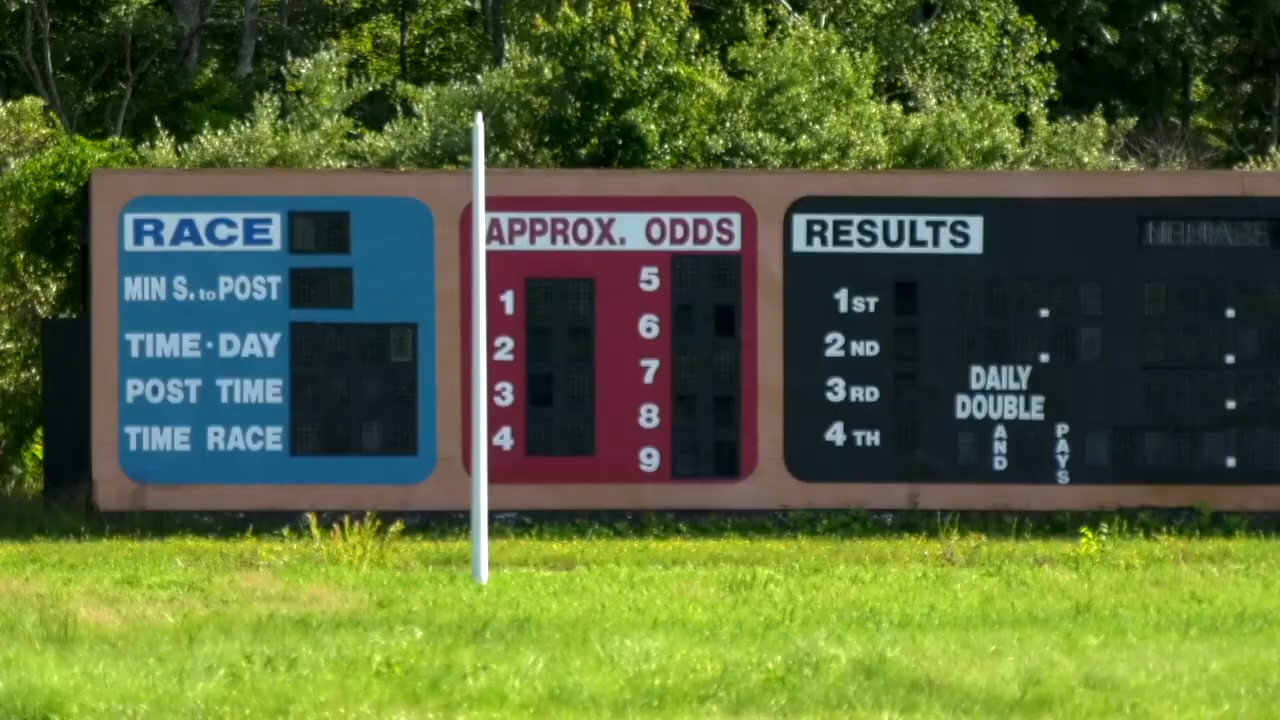 RACE
MIN S. to POST
TIME·DAY
POST TIME
TIME RACE
APPROX. ODDS
1
2
3
4
5
6
7
8
9
RESULTS
1ST
2ND
3RD
4TH
DAILY
DOUBLE
AND
PAYS